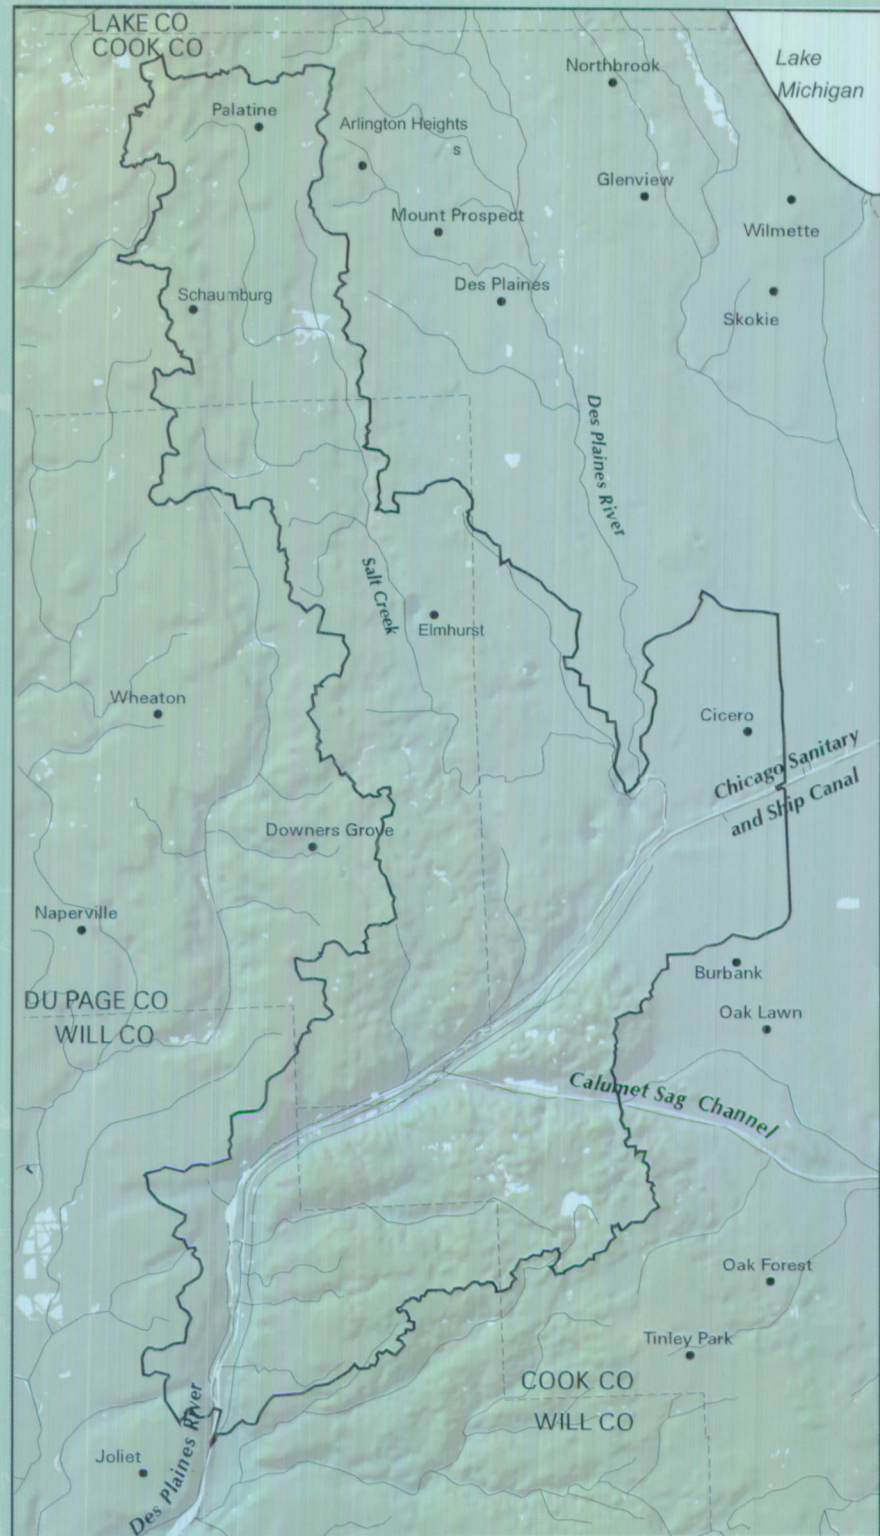 LAKE CO
COOK CO
Lake
Michigan
Northbrook
Palatine
Arlington Heights
s
Glenview
Mount Prospect
Wilmette
Des Plaines
Schaumburg
Skokie
Des Plaines River
Salt Creek
Elmhurst
Wheaton
Cicero
Chicago Sanitary
and Ship Canal
Downers Grove
Naperville
Burbank
DU PAGE CO
WILL CO
Oak Lawn
Calumet Sag Channel
Oak Forest
Tinley Park
COOK CO
WILL CO
Joliet
Des Plaines River